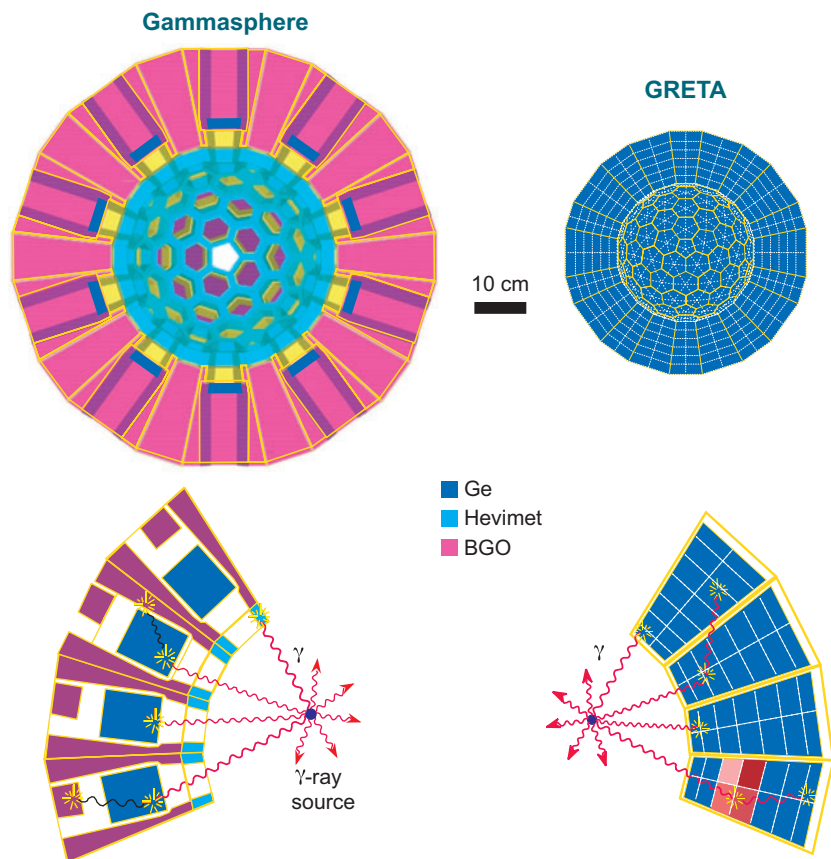 Gammasphere
GRETA
10 cm
Ge
Hevimet
BGO
γ
γ-ray
source
γ